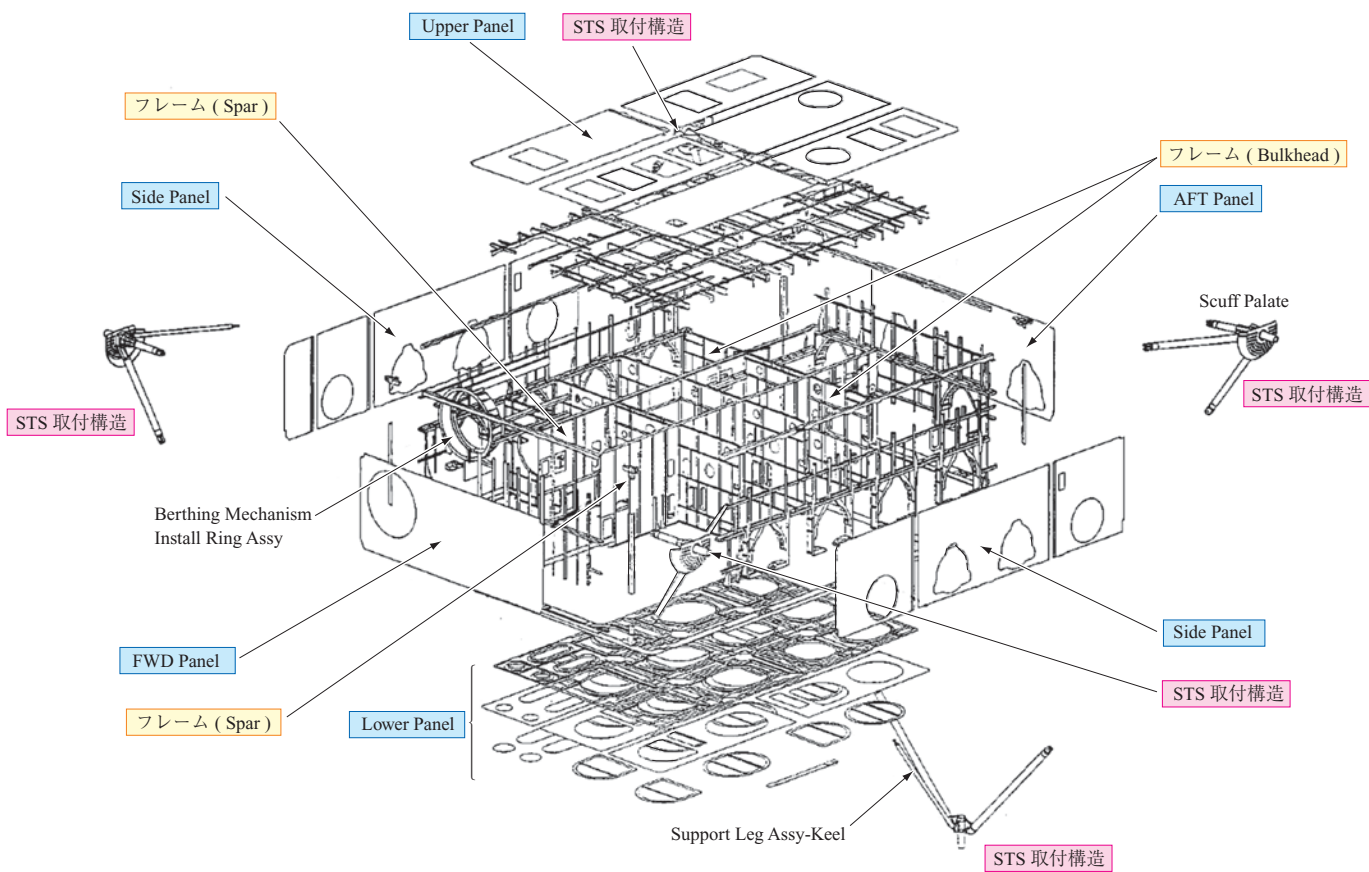 Upper Panel
STS 取付構造
フレーム ( Spar )
フレーム ( Bulkhead )
Side Panel
AFT Panel
Scuff Palate
STS 取付構造
STS 取付構造
Berthing Mechanism
Install Ring Assy
Side Panel
FWD Panel
STS 取付構造
フレーム ( Spar )
Lower Panel
Support Leg Assy-Keel
STS 取付構造